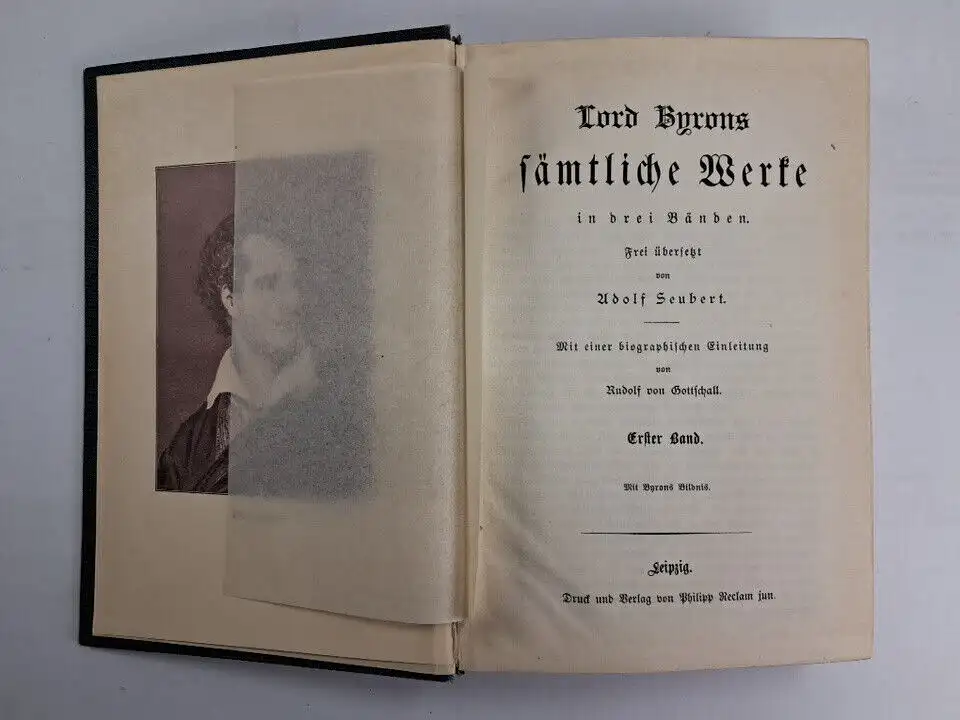 Lord Byrons
ſämtliche Werke
in drei Bänden.
Frei überſetzt
von
Adolf Seubert.
Mit einer biographiſchen Einleitung
von
Rudolf von Gottſchall.
Erſter Band.
Mit Byrons Bildnis.
Leipzig.
Druck und Verlag von Philipp Reclam jun.